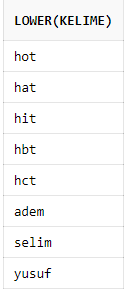 LOWER(KELIME)
hot
hat
hit
hbt
hct
adem
selim
yusuf